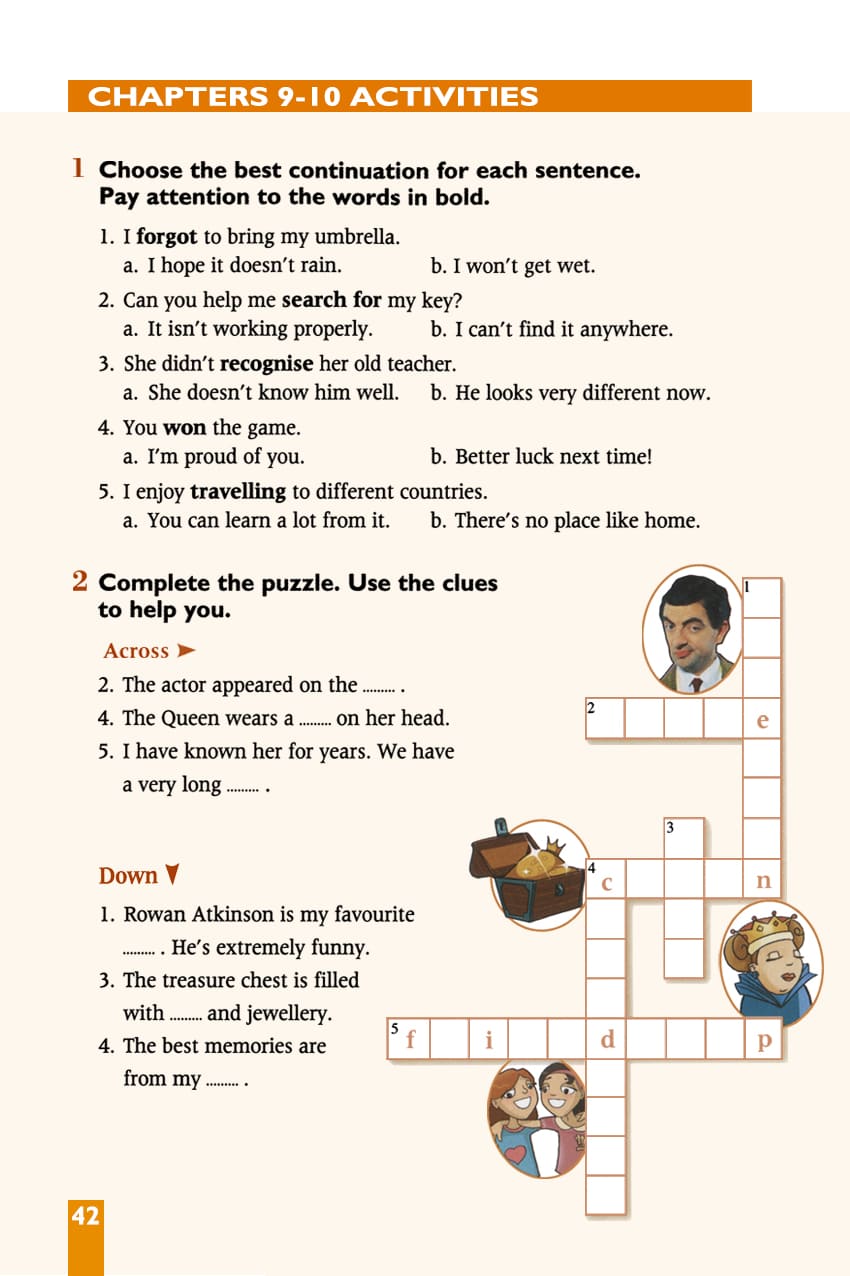 CHAPTERS 9-10 ACTIVITIES
1 Choose the best continuation for each sentence.
Pay attention to the words in bold.
1. I forgot to bring my umbrella.
a. I hope it doesn't rain. b. I won't get wet.
2. Can you help me search for my key?
a. It isn't working properly. b. I can't find it anywhere.
3. She didn't recognise her old teacher.
a. She doesn't know him well. b. He looks very different now.
4. You won the game.
a. I'm proud of you. b. Better luck next time!
5. I enjoy travelling to different countries.
a. You can learn a lot from it. b. There's no place like home.
2 Complete the puzzle. Use the clues
to help you.
Across ➤
2. The actor appeared on the ......... .
4. The Queen wears a ......... on her head.
5. I have known her for years. We have
a very long ......... .
Down ▼
1. Rowan Atkinson is my favourite
......... . He's extremely funny.
3. The treasure chest is filled
with ......... and jewellery.
4. The best memories are
from my ......... .
1
2 e
3
4 c n
5 f i d p
42